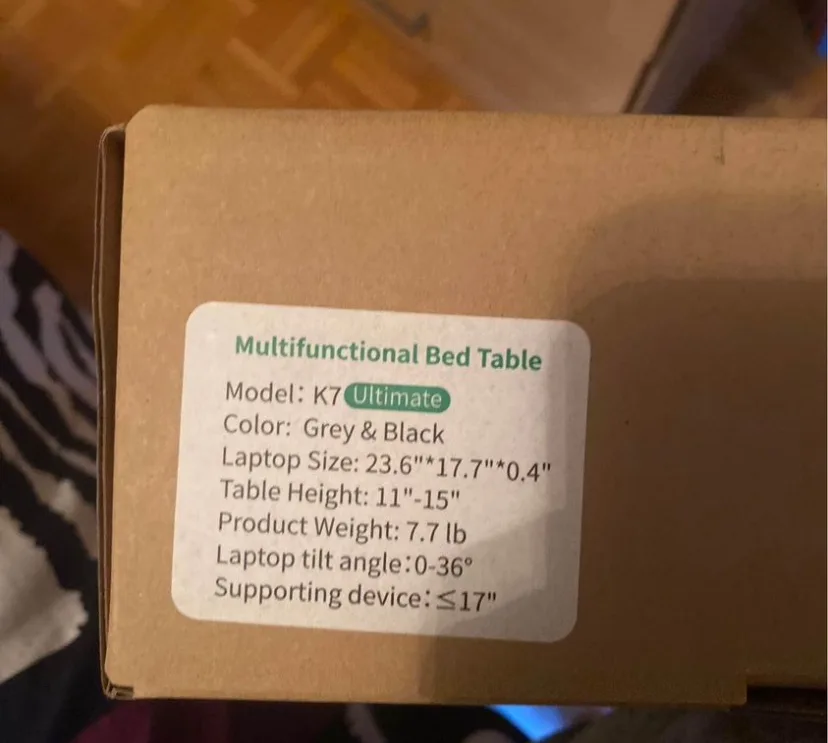 Multifunctional Bed Table
Model: K7 Ultimate
Color: Grey & Black
Laptop Size: 23.6"*17.7"*0.4"
Table Height: 11"-15"
Product Weight: 7.7 lb
Laptop tilt angle:0-36°
Supporting device:≤17"